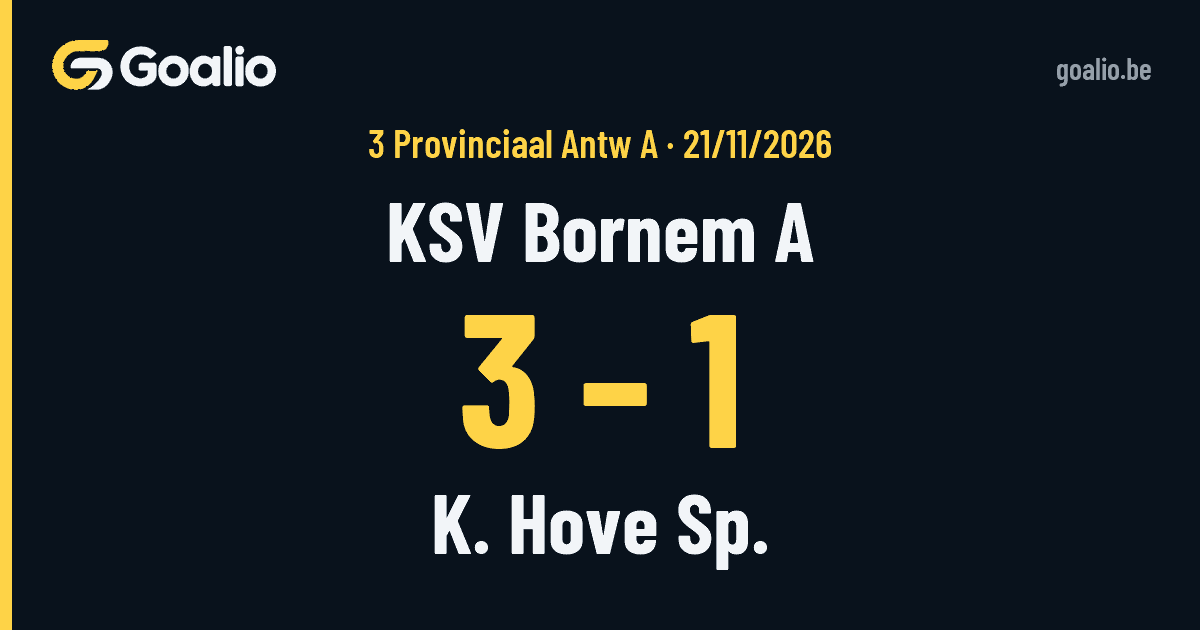 Goalio
goalio.be
3 Provinciaal Antw A · 21/11/2026
KSV Bornem A
3 – 1
K. Hove Sp.